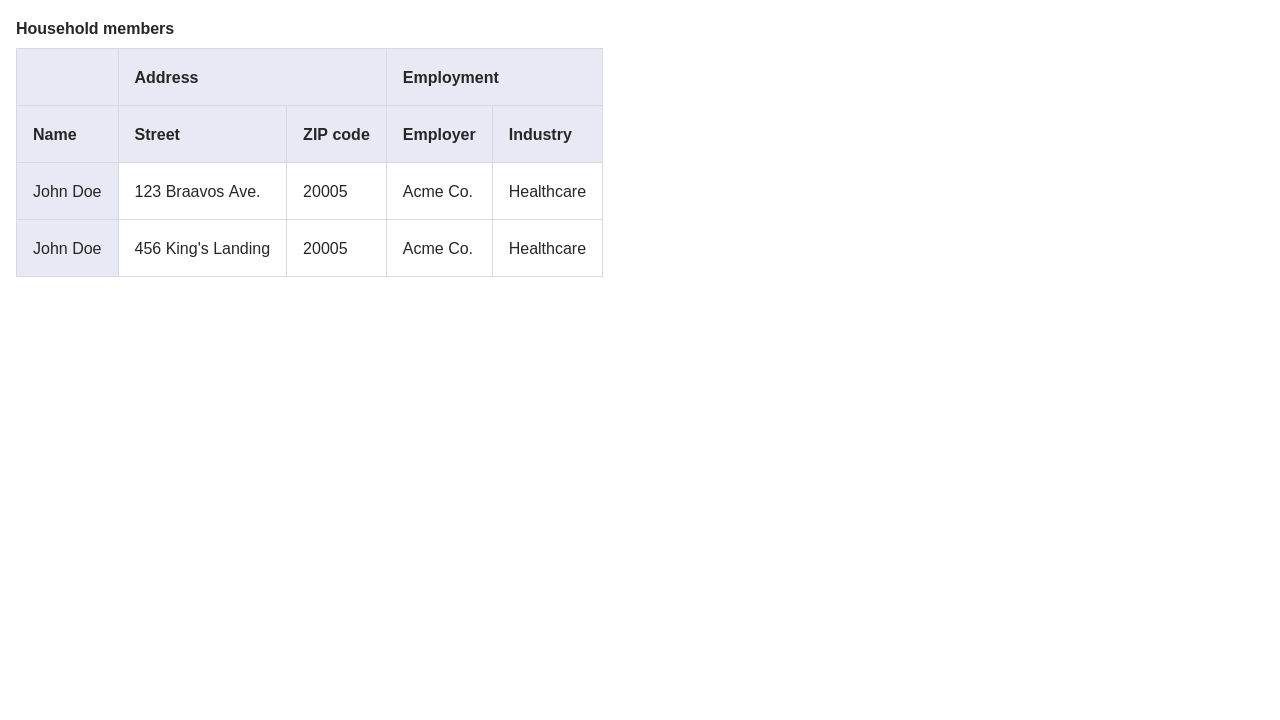 Household members
Address Employment
Name Street ZIP code Employer Industry
John Doe 123 Braavos Ave. 20005 Acme Co. Healthcare
John Doe 456 King's Landing 20005 Acme Co. Healthcare